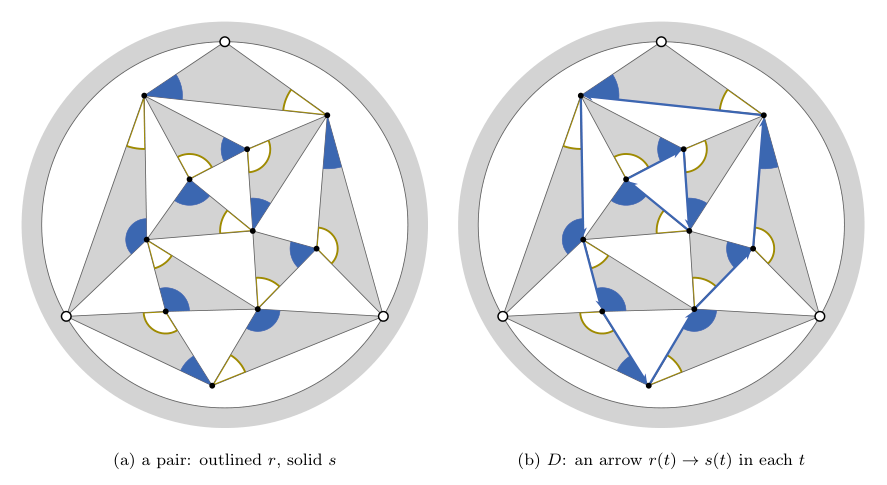 (a) a pair: outlined r, solid s
(b) D: an arrow r(t) → s(t) in each t